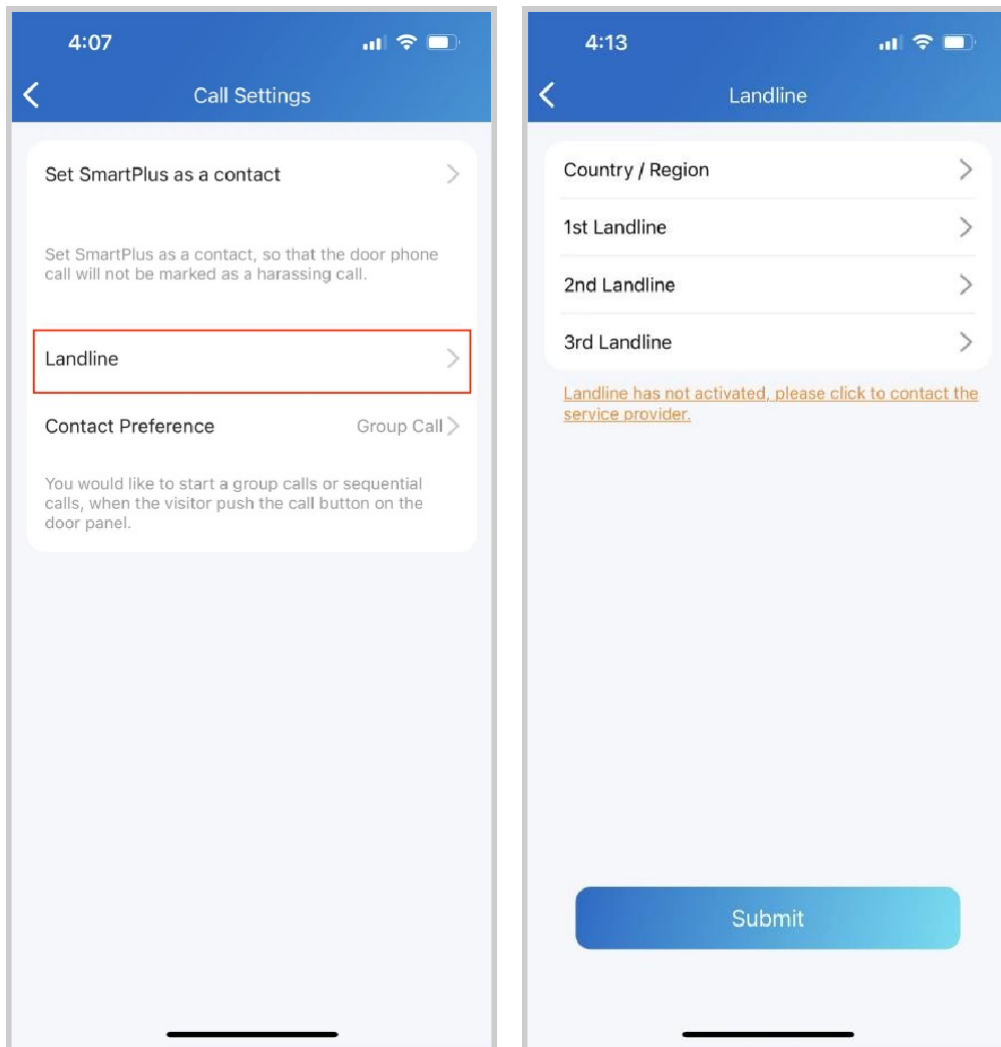 4:07
Call Settings
Set SmartPlus as a contact
Set SmartPlus as a contact, so that the door phone
call will not be marked as a harassing call.
Landline
Contact Preference
Group Call
You would like to start a group calls or sequential
calls, when the visitor push the call button on the
door panel.
4:13
Landline
Country / Region
1st Landline
2nd Landline
3rd Landline
Landline has not activated, please click to contact the
service provider.
Submit